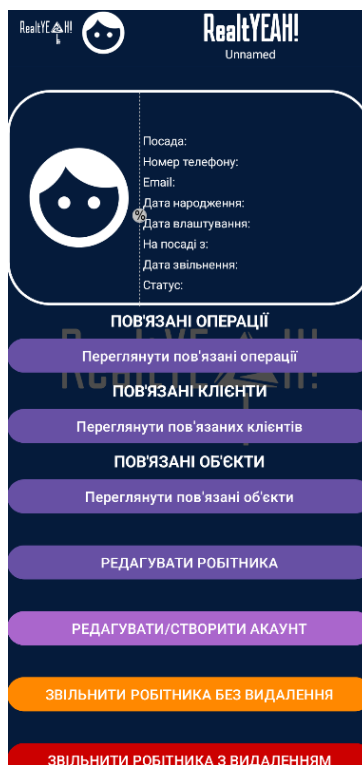 RealtYEAH!
RealtYEAH!
Unnamed
Посада:
Номер телефону:
Email:
Дата народження:
%
Дата влаштування:
На посаді з:
Дата звільнення:
Статус:
ПОВ'ЯЗАНІ ОПЕРАЦІЇ
Переглянути пов'язані операції
RealtYEAH!
ПОВ'ЯЗАНІ КЛІЄНТИ
Переглянути пов'язаних клієнтів
ПОВ'ЯЗАНІ ОБ'ЄКТИ
Переглянути пов'язані об'єкти
РЕДАГУВАТИ РОБІТНИКА
РЕДАГУВАТИ/СТВОРИТИ АКАУНТ
ЗВІЛЬНИТИ РОБІТНИКА БЕЗ ВИДАЛЕННЯ
ЗВІЛЬНИТИ РОБІТНИКА З ВИДАЛЕННЯМ